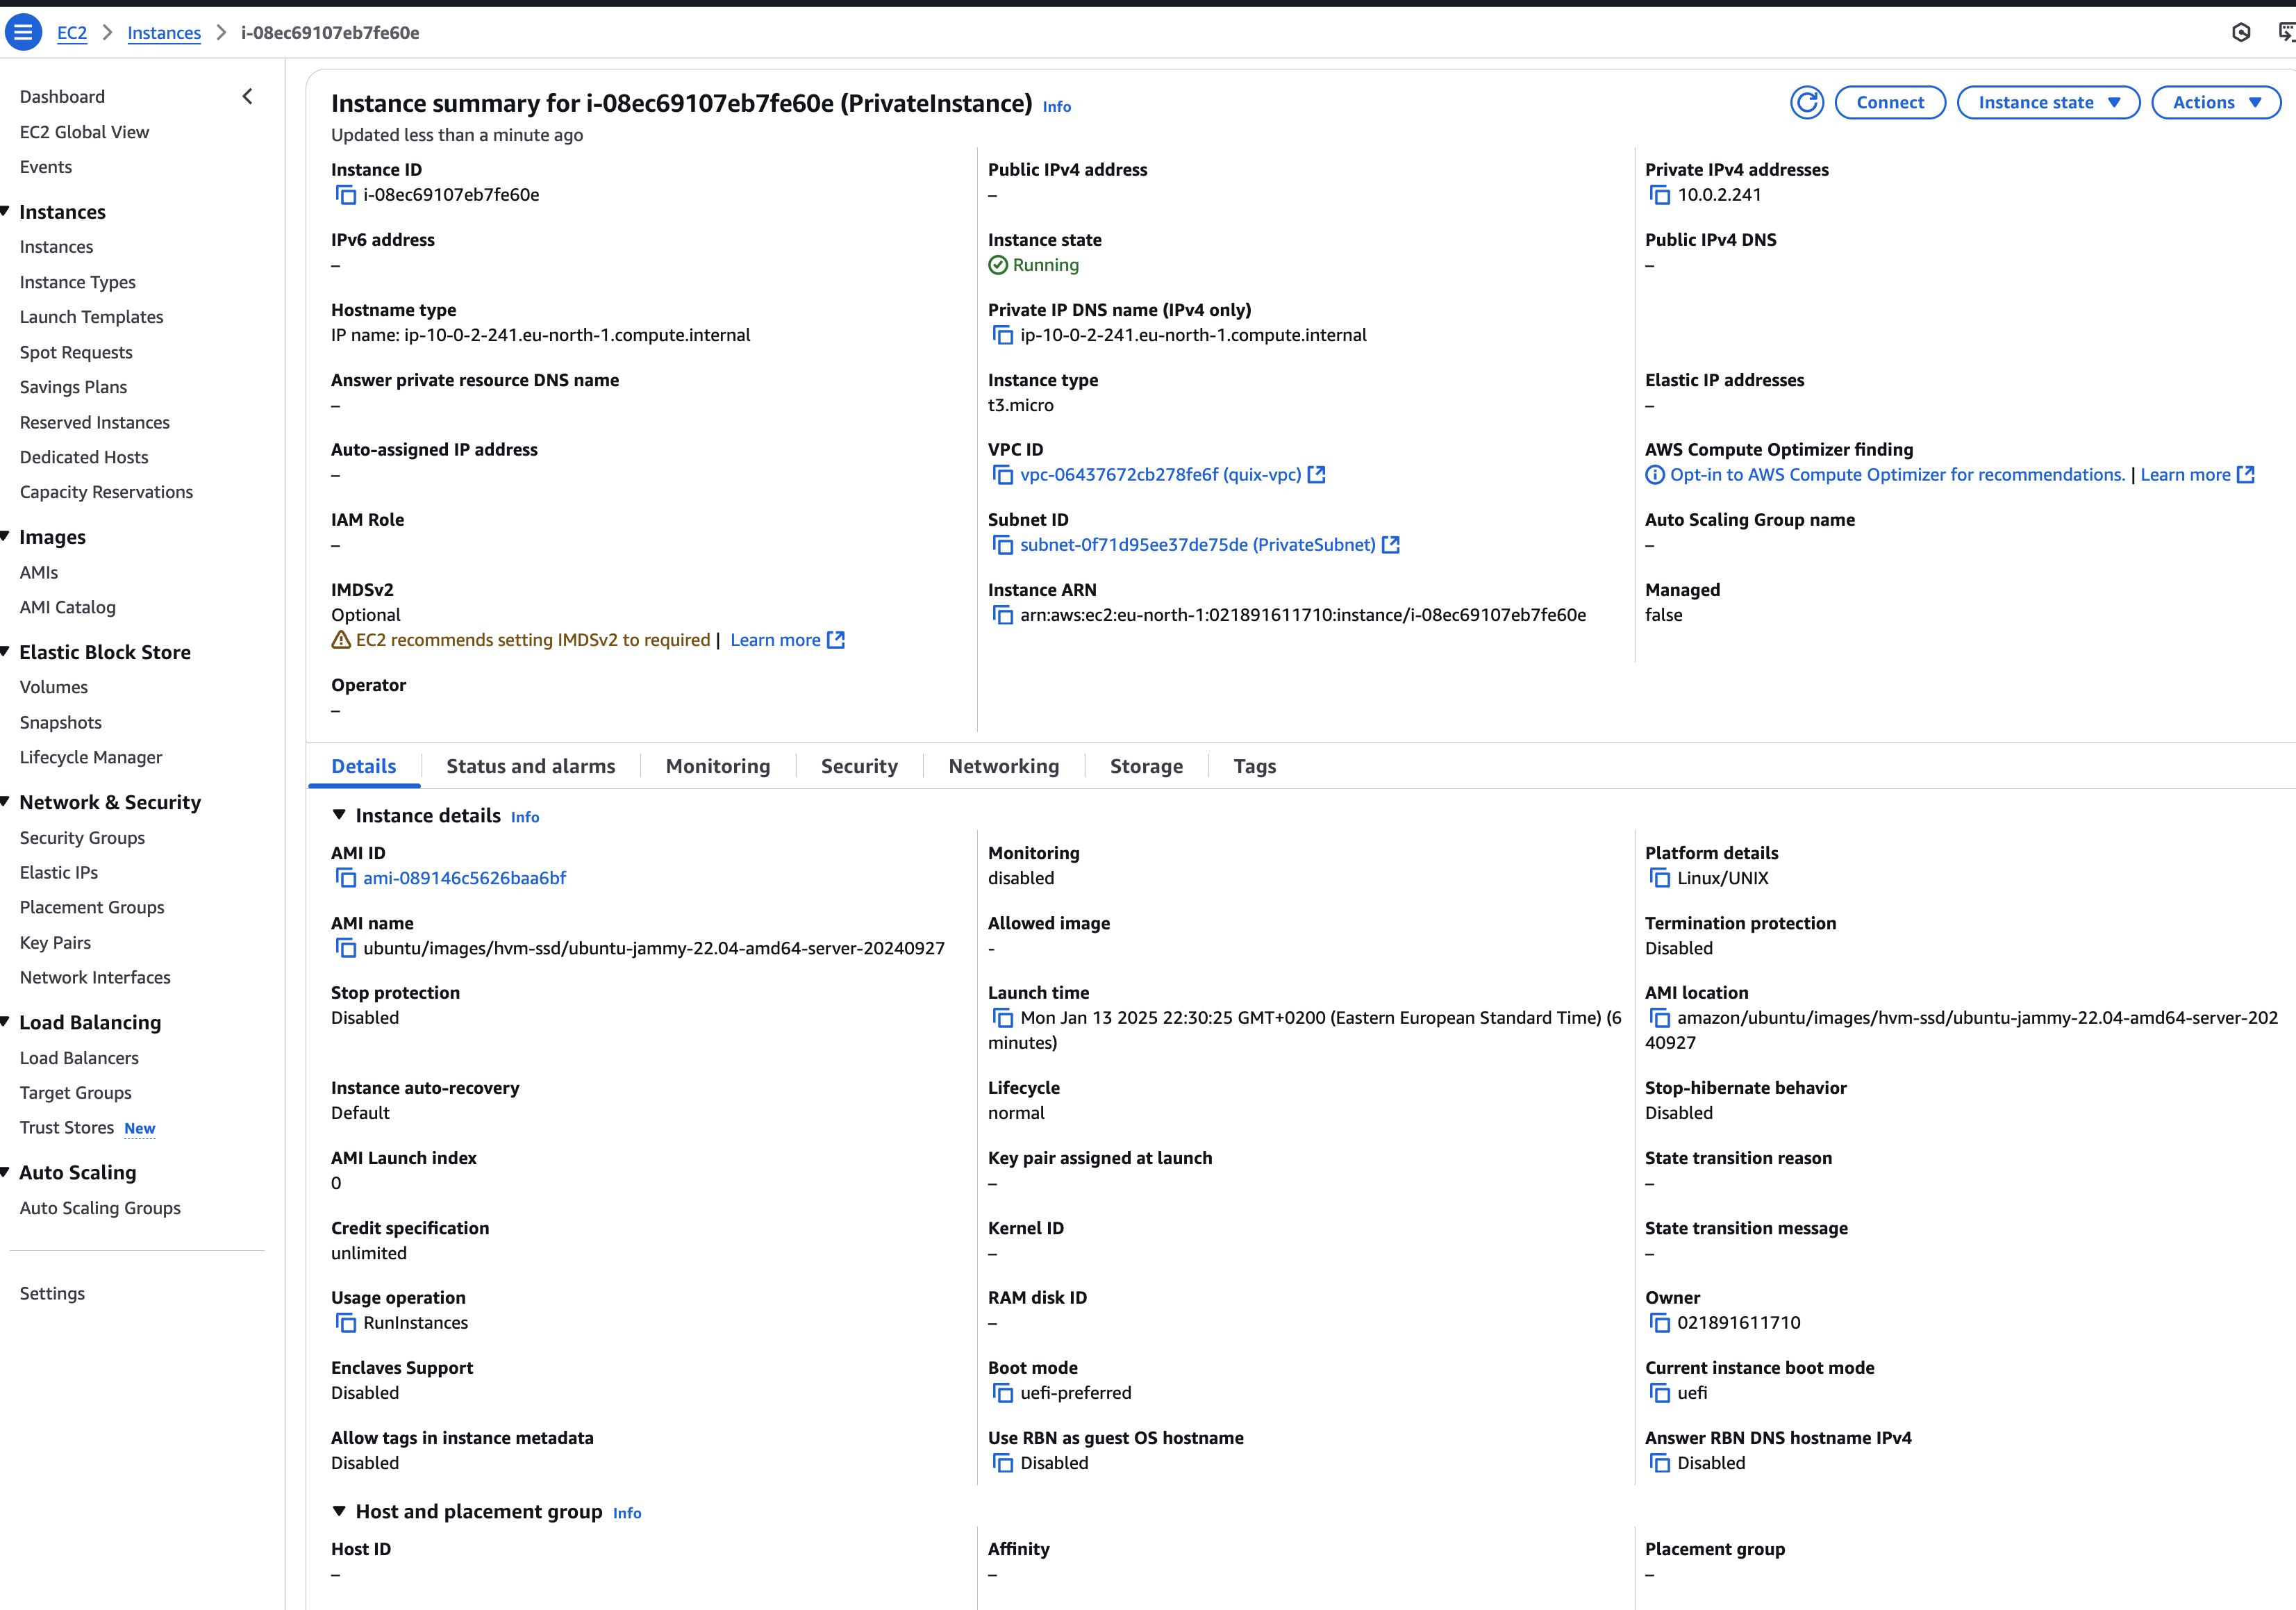 EC2 > Instances > i-08ec69107eb7fe60e
Dashboard
EC2 Global View
Events
Instances
Instances
Instance Types
Launch Templates
Spot Requests
Savings Plans
Reserved Instances
Dedicated Hosts
Capacity Reservations
Images
AMIs
AMI Catalog
Elastic Block Store
Volumes
Snapshots
Lifecycle Manager
Network & Security
Security Groups
Elastic IPs
Placement Groups
Key Pairs
Network Interfaces
Load Balancing
Load Balancers
Target Groups
Trust Stores New
Auto Scaling
Auto Scaling Groups
Settings
Instance summary for i-08ec69107eb7fe60e (PrivateInstance) Info
Updated less than a minute ago
Connect
Instance state
Actions
Instance ID
i-08ec69107eb7fe60e
Public IPv4 address
–
Private IPv4 addresses
10.0.2.241
IPv6 address
–
Instance state
Running
Public IPv4 DNS
–
Hostname type
IP name: ip-10-0-2-241.eu-north-1.compute.internal
Private IP DNS name (IPv4 only)
ip-10-0-2-241.eu-north-1.compute.internal
Answer private resource DNS name
–
Instance type
t3.micro
Elastic IP addresses
–
Auto-assigned IP address
–
VPC ID
vpc-06437672cb278fe6f (quix-vpc)
AWS Compute Optimizer finding
Opt-in to AWS Compute Optimizer for recommendations. | Learn more
IAM Role
–
Subnet ID
subnet-0f71d95ee37de75de (PrivateSubnet)
Auto Scaling Group name
–
IMDSv2
Optional
EC2 recommends setting IMDSv2 to required | Learn more
Instance ARN
arn:aws:ec2:eu-north-1:021891611710:instance/i-08ec69107eb7fe60e
Managed
false
Operator
–
Details
Status and alarms
Monitoring
Security
Networking
Storage
Tags
Instance details Info
AMI ID
ami-089146c5626baa6bf
Monitoring
disabled
Platform details
Linux/UNIX
AMI name
ubuntu/images/hvm-ssd/ubuntu-jammy-22.04-amd64-server-20240927
Allowed image
-
Termination protection
Disabled
Stop protection
Disabled
Launch time
Mon Jan 13 2025 22:30:25 GMT+0200 (Eastern European Standard Time) (6
minutes)
AMI location
amazon/ubuntu/images/hvm-ssd/ubuntu-jammy-22.04-amd64-server-202
40927
Instance auto-recovery
Default
Lifecycle
normal
Stop-hibernate behavior
Disabled
AMI Launch index
0
Key pair assigned at launch
–
State transition reason
–
Credit specification
unlimited
Kernel ID
–
State transition message
–
Usage operation
RunInstances
RAM disk ID
–
Owner
021891611710
Enclaves Support
Disabled
Boot mode
uefi-preferred
Current instance boot mode
uefi
Allow tags in instance metadata
Disabled
Use RBN as guest OS hostname
Disabled
Answer RBN DNS hostname IPv4
Disabled
Host and placement group Info
Host ID
–
Affinity
–
Placement group
–